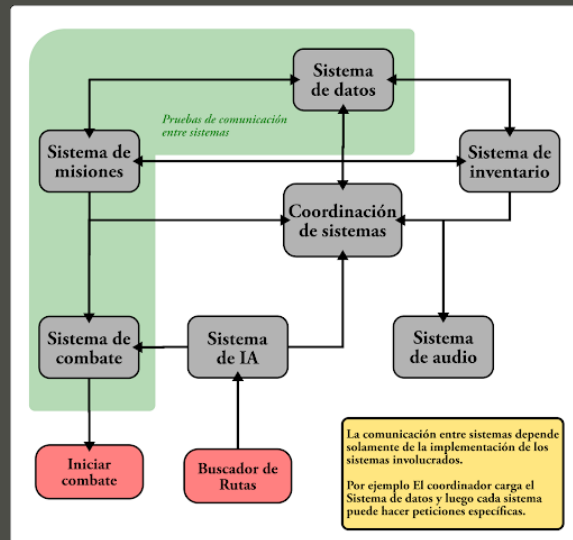 Sistema
de datos
Pruebas de comunicación
entre sistemas
Sistema de
misiones
Sistema de
inventario
Coordinación
de sistemas
Sistema de
combate
Sistema
de IA
Sistema
de audio
Iniciar
combate
Buscador de
Rutas
La comunicación entre sistemas depende
solamente de la implementación de los
sistemas involucrados.
Por ejemplo El coordinador carga el
Sistema de datos y luego cada sistema
puede hacer peticiones específicas.